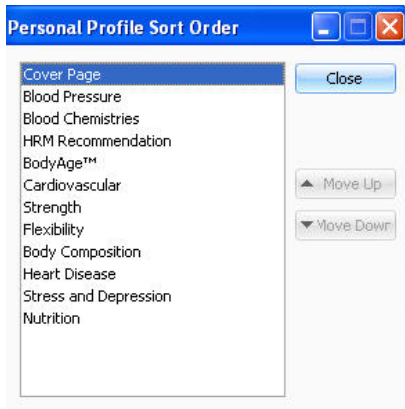 Personal Profile Sort Order
Cover Page
Blood Pressure
Blood Chemistries
HRM Recommendation
BodyAge™
Cardiovascular
Strength
Flexibility
Body Composition
Heart Disease
Stress and Depression
Nutrition
Close
Move Up
Move Down